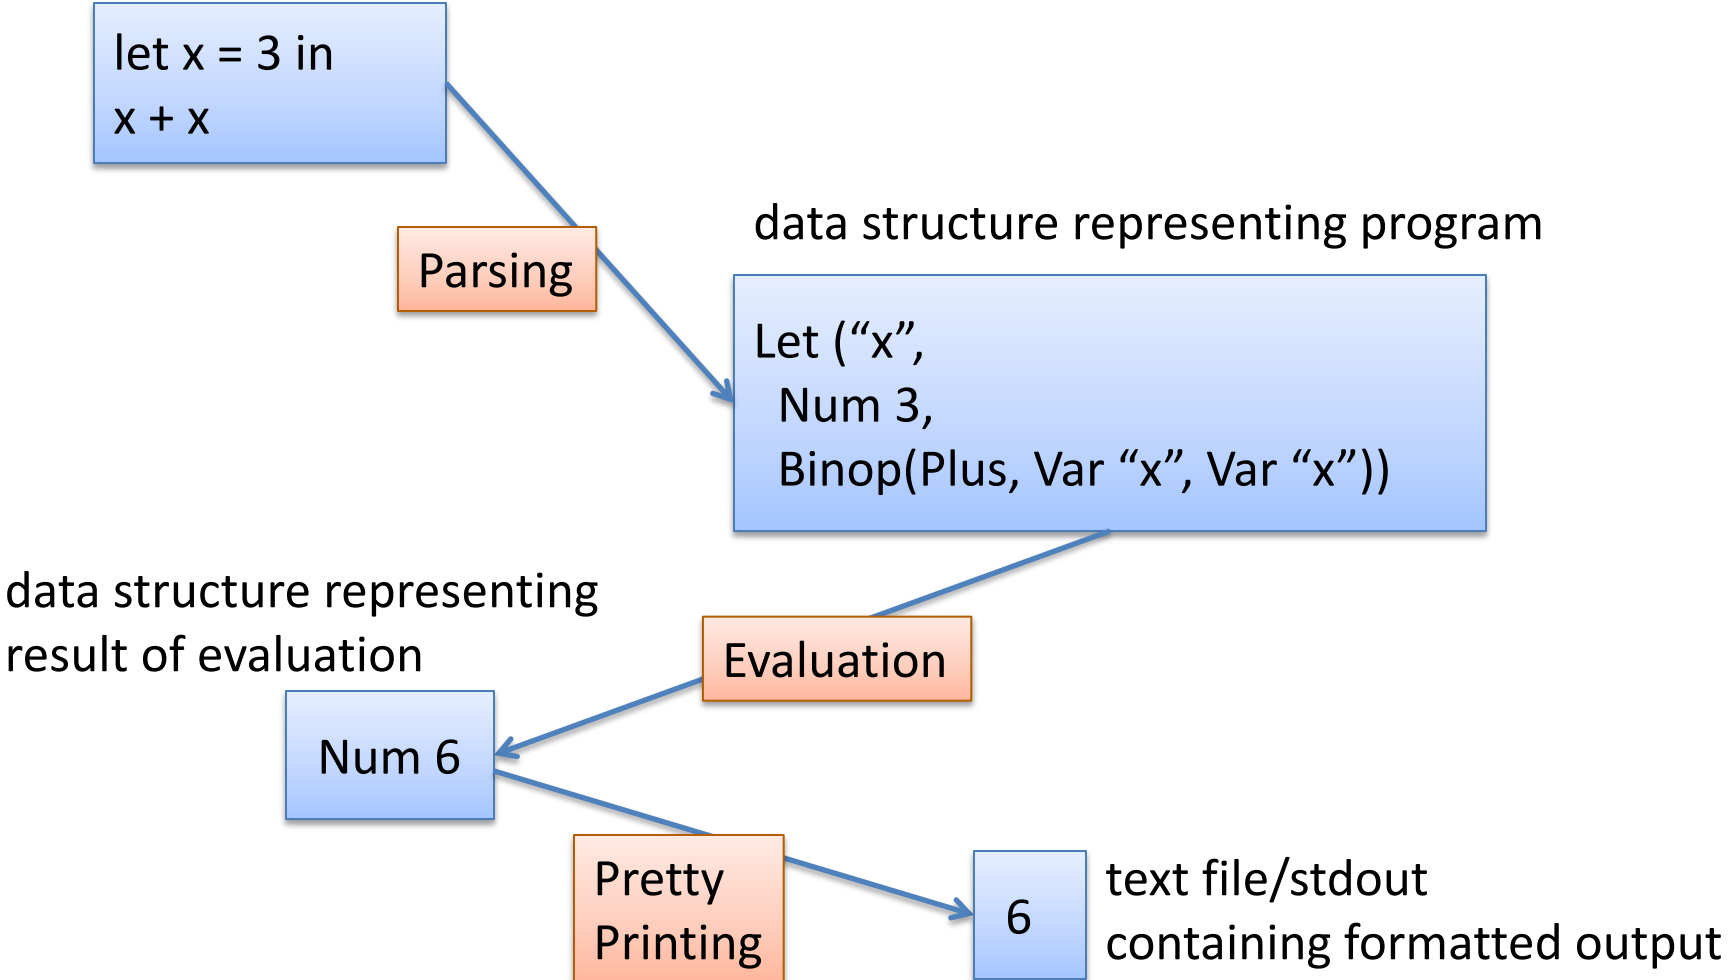 let x = 3 in
x + x
Parsing
data structure representing program
Let (“x”,
Num 3,
Binop(Plus, Var “x”, Var “x”))
Evaluation
data structure representing
result of evaluation
Num 6
Pretty
Printing
6
text file/stdout
containing formatted output